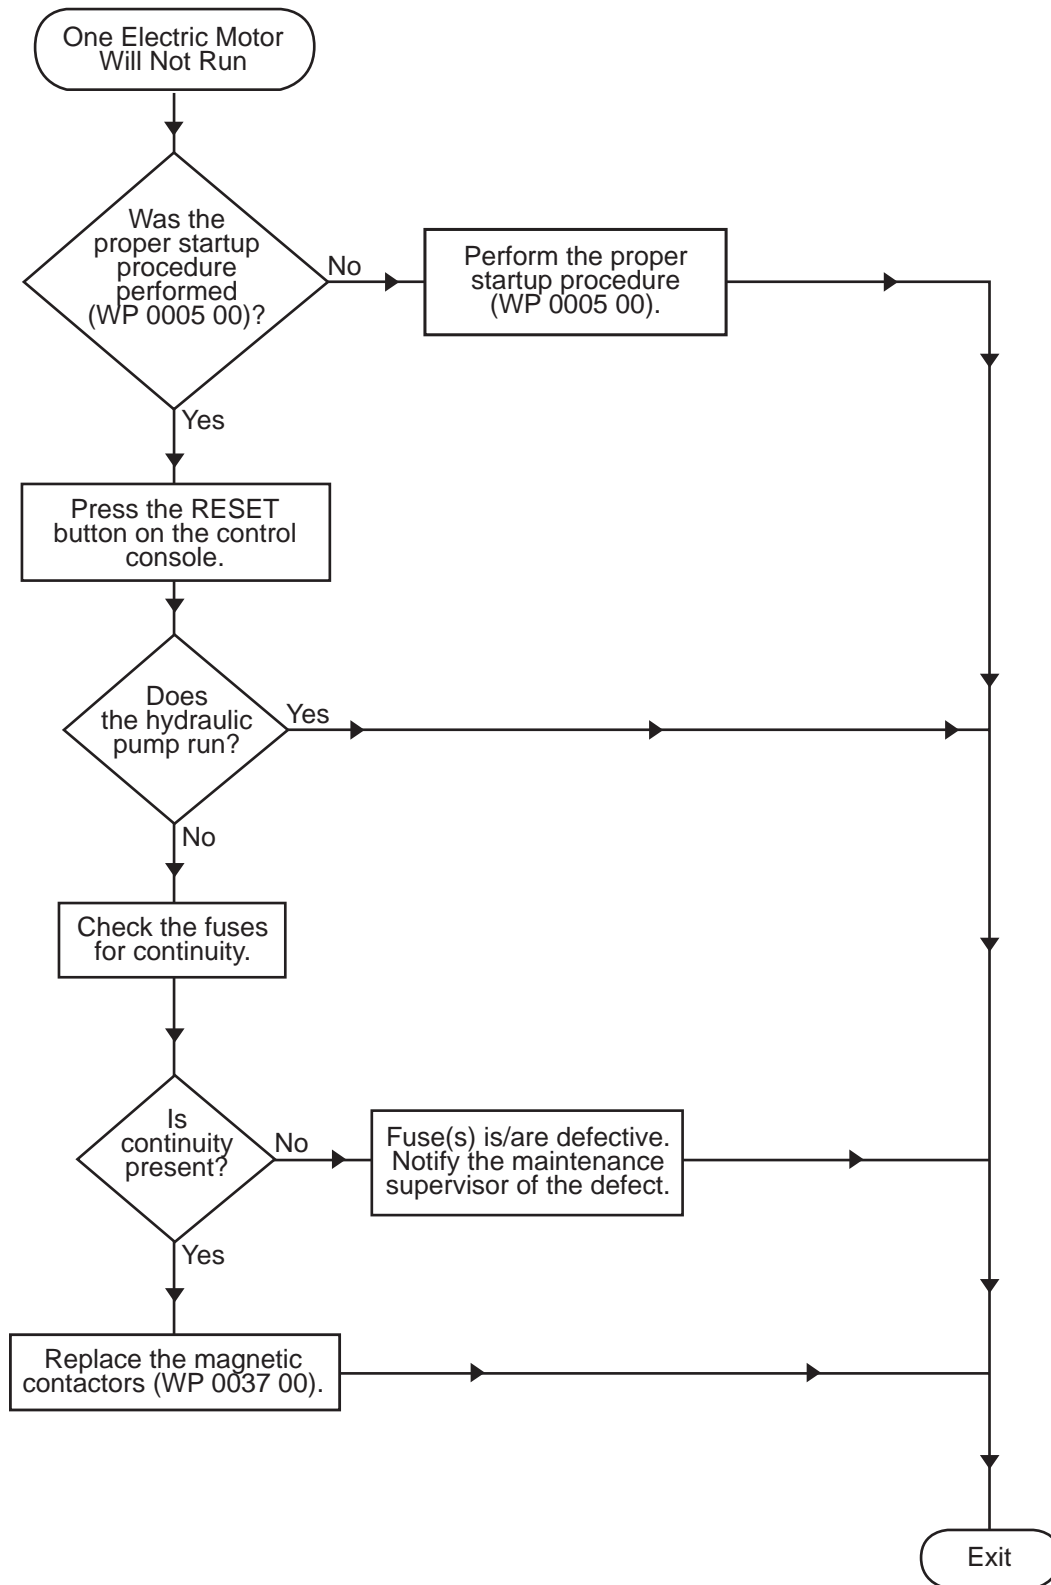 One Electric Motor
Will Not Run
Was the
proper startup
procedure
performed
(WP 0005 00)?
No
Perform the proper
startup procedure
(WP 0005 00).
Yes
Press the RESET
button on the control
console.
Does
the hydraulic
pump run?
Yes
No
Check the fuses
for continuity.
Is
continuity
present?
No
Fuse(s) is/are defective.
Notify the maintenance
supervisor of the defect.
Yes
Replace the magnetic
contactors (WP 0037 00).
Exit